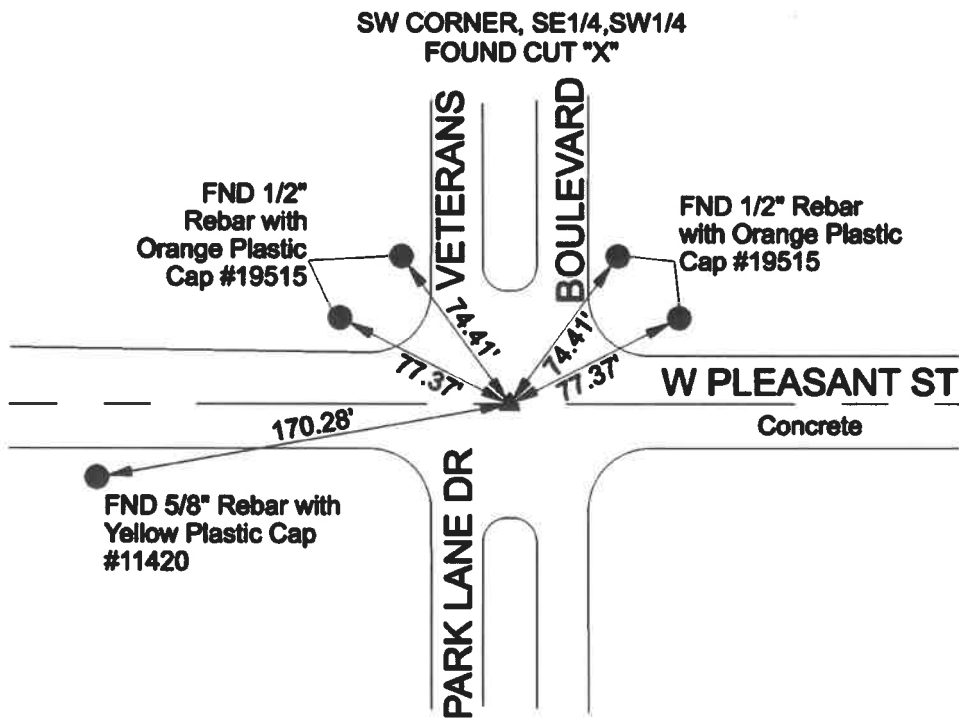 SW CORNER, SE1/4,SW1/4
FOUND CUT "X"
VETERANS
BOULEVARD
FND 1/2"
Rebar with
Orange Plastic
Cap #19515
FND 1/2" Rebar
with Orange Plastic
Cap #19515
74.41'
74.41'
77.37'
77.37'
W PLEASANT ST
170.28'
Concrete
FND 5/8" Rebar with
Yellow Plastic Cap
#11420
PARK LANE DR